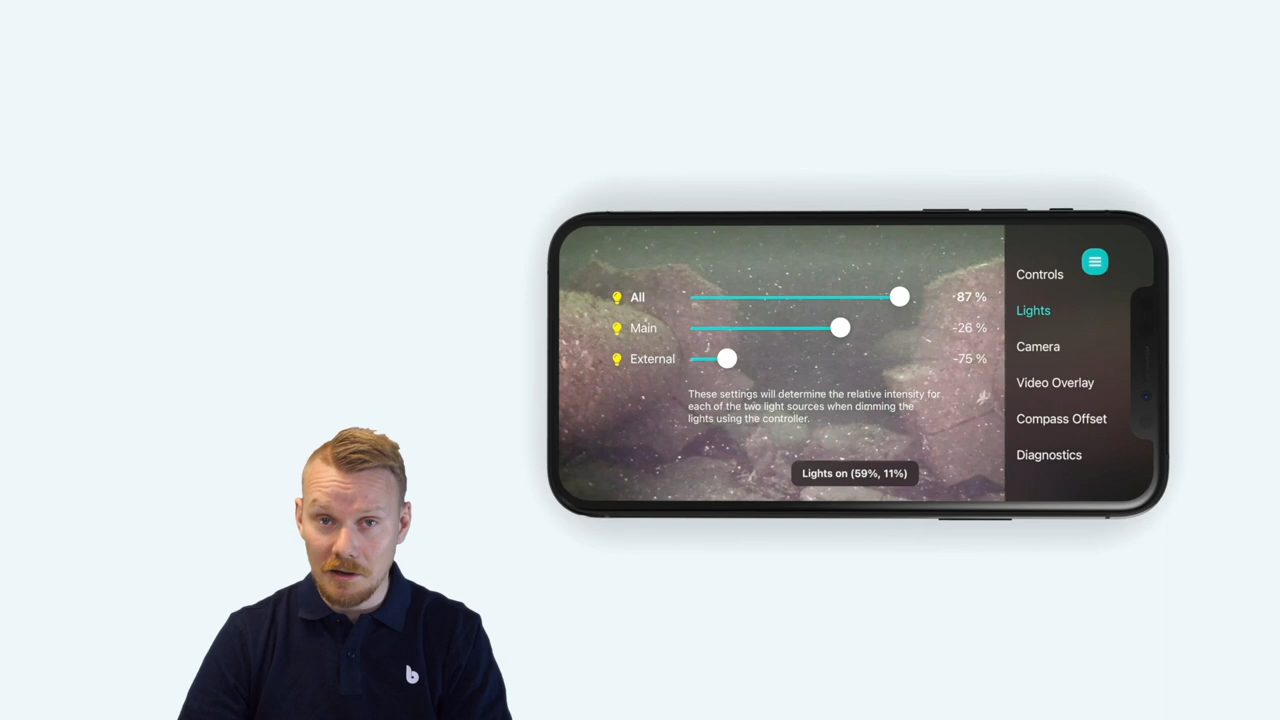 All 87 %
Main -26 %
External -75 %
These settings will determine the relative intensity for
each of the two light sources when dimming the
lights using the controller.
Lights on (59%, 11%)
Controls
Lights
Camera
Video Overlay
Compass Offset
Diagnostics
b